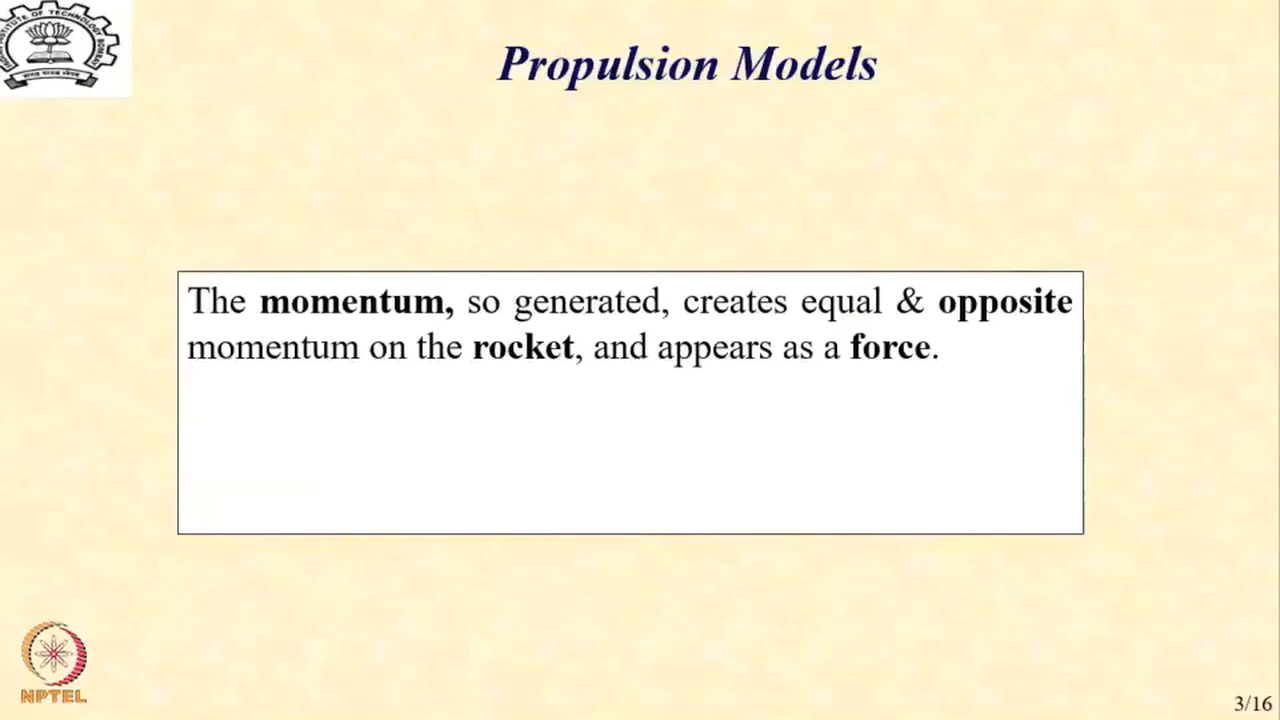 Propulsion Models
The momentum, so generated, creates equal & opposite
momentum on the rocket, and appears as a force.
NPTEL
3/16